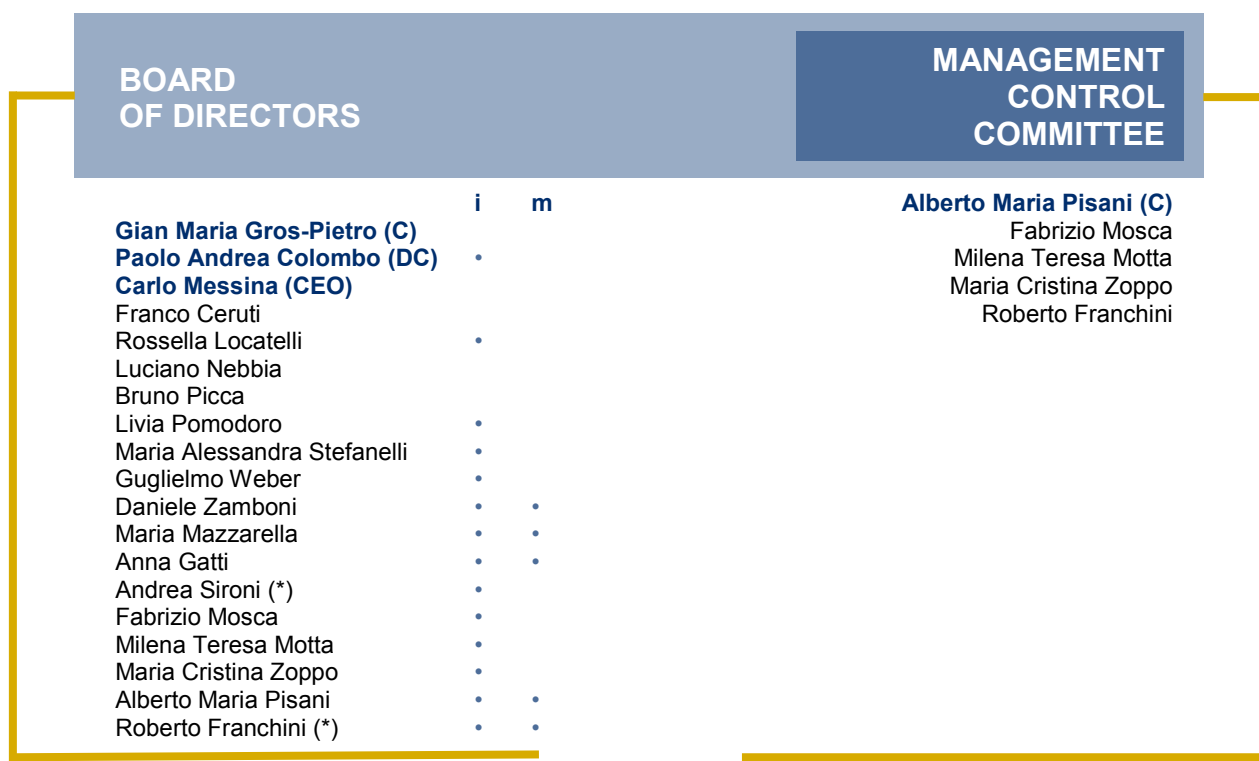 BOARD
OF DIRECTORS
MANAGEMENT
CONTROL
COMMITTEE
i m
Gian Maria Gros-Pietro (C)
Paolo Andrea Colombo (DC) •
Carlo Messina (CEO)
Franco Ceruti
Rossella Locatelli •
Luciano Nebbia
Bruno Picca
Livia Pomodoro •
Maria Alessandra Stefanelli •
Guglielmo Weber •
Daniele Zamboni • •
Maria Mazzarella • •
Anna Gatti • •
Andrea Sironi (*) •
Fabrizio Mosca •
Milena Teresa Motta •
Maria Cristina Zoppo •
Alberto Maria Pisani • •
Roberto Franchini (*) • •
Alberto Maria Pisani (C)
Fabrizio Mosca
Milena Teresa Motta
Maria Cristina Zoppo
Roberto Franchini